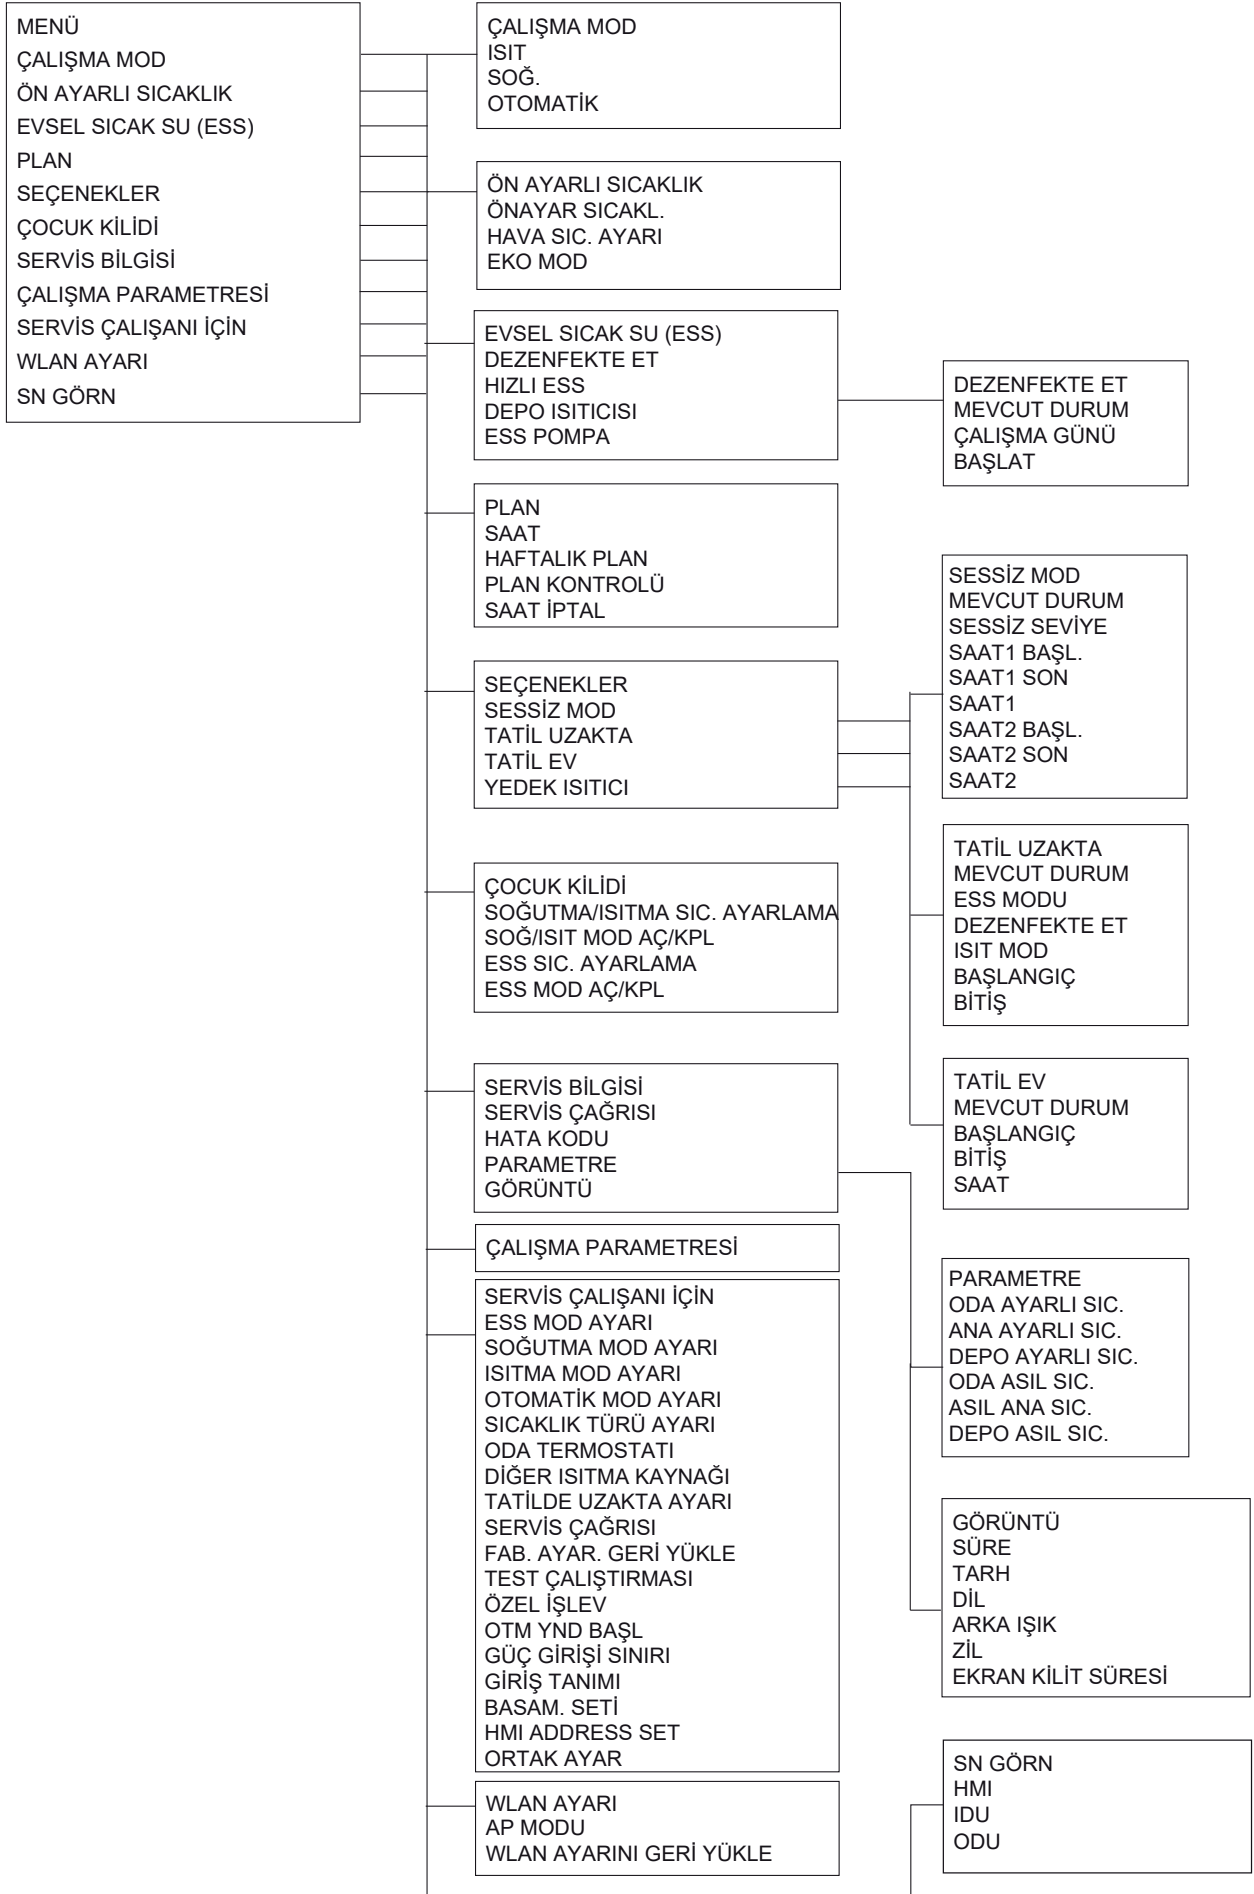 MENÜ
ÇALIŞMA MOD
ÖN AYARLI SICAKLIK
EVSEL SICAK SU (ESS)
PLAN
SEÇENEKLER
ÇOCUK KİLİDİ
SERVİS BİLGİSİ
ÇALIŞMA PARAMETRESİ
SERVİS ÇALIŞANI İÇİN
WLAN AYARI
SN GÖRN
ÇALIŞMA MOD
ISIT
SOĞ.
OTOMATİK
ÖN AYARLI SICAKLIK
ÖNAYAR SICAKL.
HAVA SIC. AYARI
EKO MOD
EVSEL SICAK SU (ESS)
DEZENFEKTE ET
HIZLI ESS
DEPO ISITICISI
ESS POMPA
DEZENFEKTE ET
MEVCUT DURUM
ÇALIŞMA GÜNÜ
BAŞLAT
PLAN
SAAT
HAFTALIK PLAN
PLAN KONTROLÜ
SAAT İPTAL
SEÇENEKLER
SESSİZ MOD
TATİL UZAKTA
TATİL EV
YEDEK ISITICI
SESSİZ MOD
MEVCUT DURUM
SESSİZ SEVİYE
SAAT1 BAŞL.
SAAT1 SON
SAAT1
SAAT2 BAŞL.
SAAT2 SON
SAAT2
TATİL UZAKTA
MEVCUT DURUM
ESS MODU
DEZENFEKTE ET
ISIT MOD
BAŞLANGIÇ
BİTİŞ
TATİL EV
MEVCUT DURUM
BAŞLANGIÇ
BİTİŞ
SAAT
ÇOCUK KİLİDİ
SOĞUTMA/ISITMA SIC. AYARLAMA
SOĞ/ISIT MOD AÇ/KPL
ESS SIC. AYARLAMA
ESS MOD AÇ/KPL
SERVİS BİLGİSİ
SERVİS ÇAĞRISI
HATA KODU
PARAMETRE
GÖRÜNTÜ
PARAMETRE
ODA AYARLI SIC.
ANA AYARLI SIC.
DEPO AYARLI SIC.
ODA ASIL SIC.
ASIL ANA SIC.
DEPO ASIL SIC.
GÖRÜNTÜ
SÜRE
TARH
DİL
ARKA IŞIK
ZİL
EKRAN KİLİT SÜRESİ
ÇALIŞMA PARAMETRESİ
SERVİS ÇALIŞANI İÇİN
ESS MOD AYARI
SOĞUTMA MOD AYARI
ISITMA MOD AYARI
OTOMATİK MOD AYARI
SICAKLIK TÜRÜ AYARI
ODA TERMOSTATI
DİĞER ISITMA KAYNAĞI
TATİLDE UZAKTA AYARI
SERVİS ÇAĞRISI
FAB. AYAR. GERİ YÜKLE
TEST ÇALIŞTIRMASI
ÖZEL İŞLEV
OTM YND BAŞL
GÜÇ GİRİŞİ SINIRI
GİRİŞ TANIMI
BASAM. SETİ
HMI ADDRESS SET
ORTAK AYAR
WLAN AYARI
AP MODU
WLAN AYARINI GERİ YÜKLE
SN GÖRN
HMI
IDU
ODU